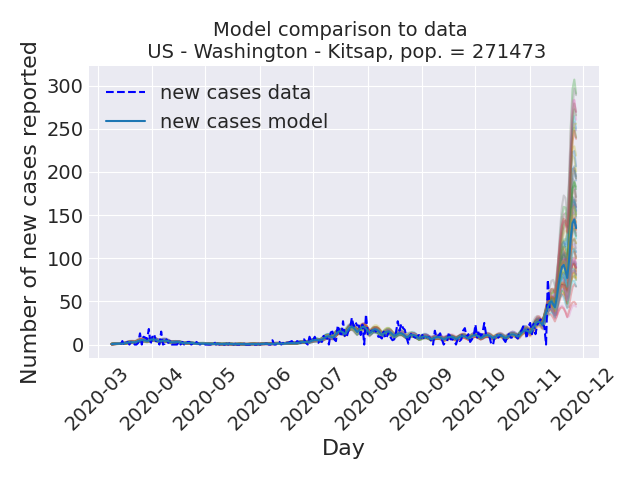 Model comparison to data
US - Washington - Kitsap, pop. = 271473
new cases data
new cases model
Number of new cases reported
300
250
200
150
100
50
0
2020-03
2020-04
2020-05
2020-06
2020-07
2020-08
2020-09
2020-10
2020-11
2020-12
Day